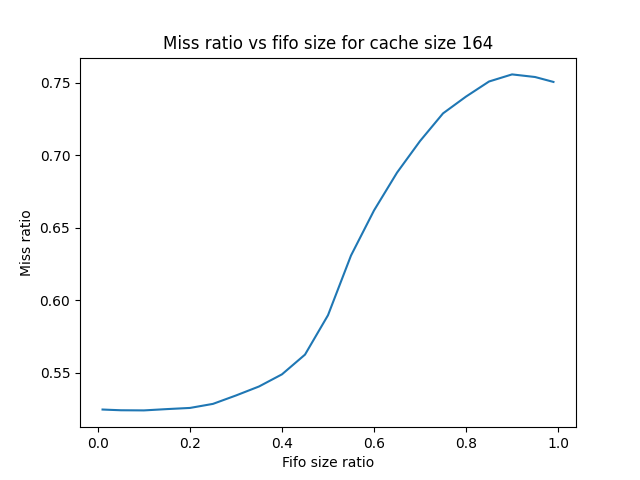 Miss ratio vs fifo size for cache size 164
0.75
0.70
0.65
0.60
0.55
Miss ratio
0.0 0.2 0.4 0.6 0.8 1.0
Fifo size ratio